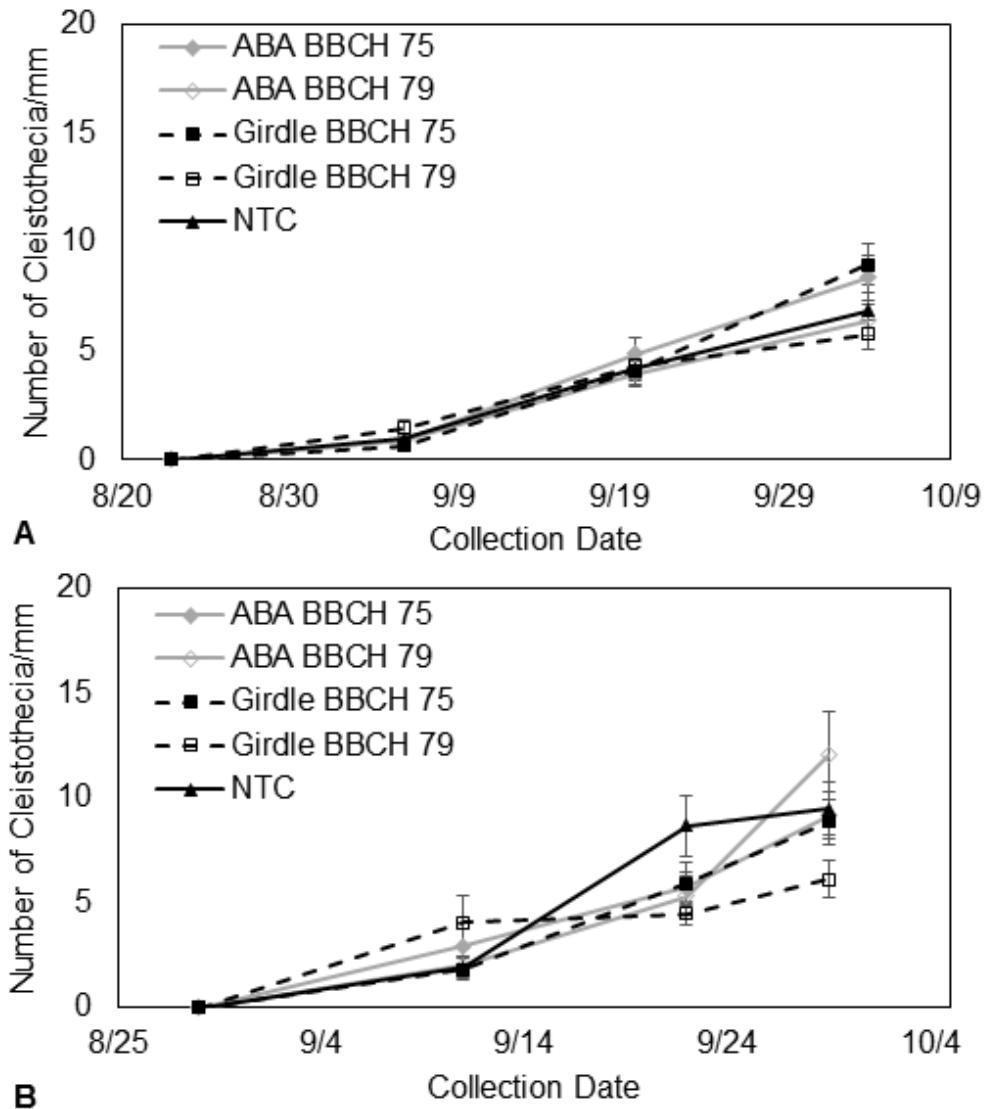 A
Number of Cleistothecia/mm
20
15
10
5
0
ABA BBCH 75
ABA BBCH 79
Girdle BBCH 75
Girdle BBCH 79
NTC
8/20 8/30 9/9 9/19 9/29 10/9
Collection Date
B
Number of Cleistothecia/mm
20
15
10
5
0
ABA BBCH 75
ABA BBCH 79
Girdle BBCH 75
Girdle BBCH 79
NTC
8/25 9/4 9/14 9/24 10/4
Collection Date